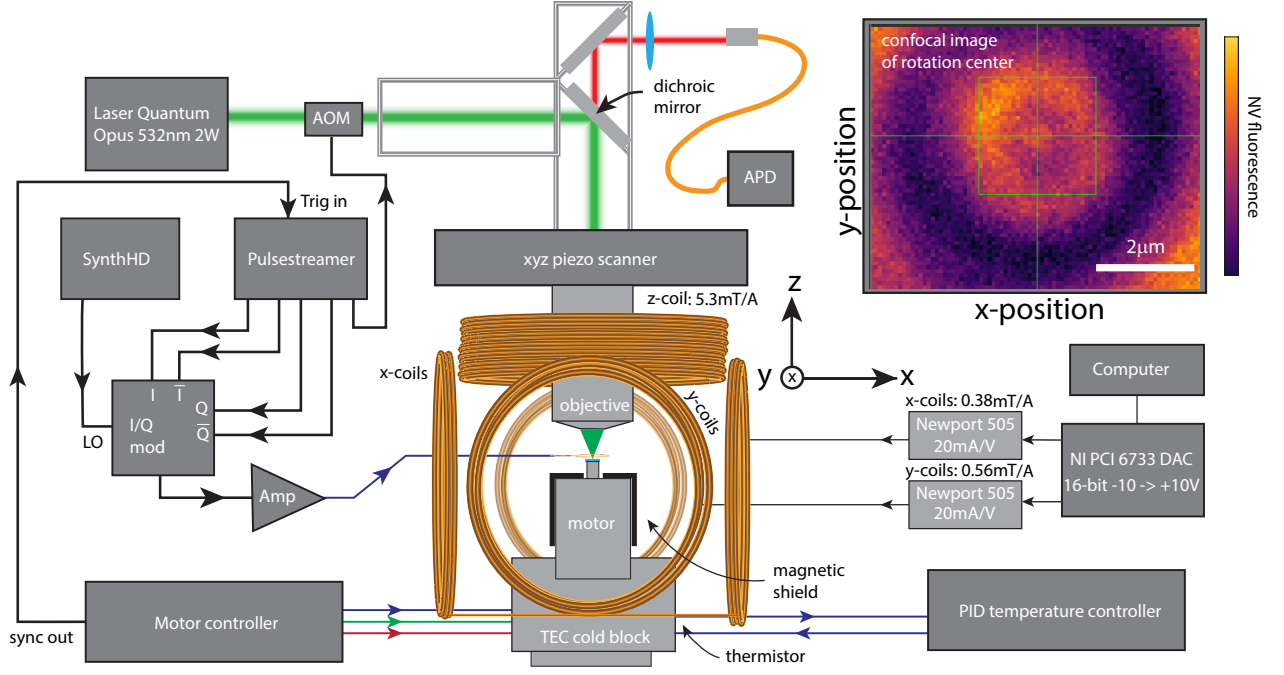 Laser Quantum
Opus 532nm 2W
AOM
dichroic
mirror
APD
confocal image
of rotation center
2μm
y-position
x-position
NV fluorescence
Trig in
SynthHD
Pulsestreamer
xyz piezo scanner
z-coil: 5.3mT/A
x-coils
y-coils
objective
motor
z
y
x
x
Computer
x-coils: 0.38mT/A
Newport 505
20mA/V
y-coils: 0.56mT/A
Newport 505
20mA/V
NI PCI 6733 DAC
16-bit -10 -> +10V
I
I̅
Q
Q̅
I/Q
mod
LO
Amp
magnetic
shield
sync out
Motor controller
TEC cold block
thermistor
PID temperature controller